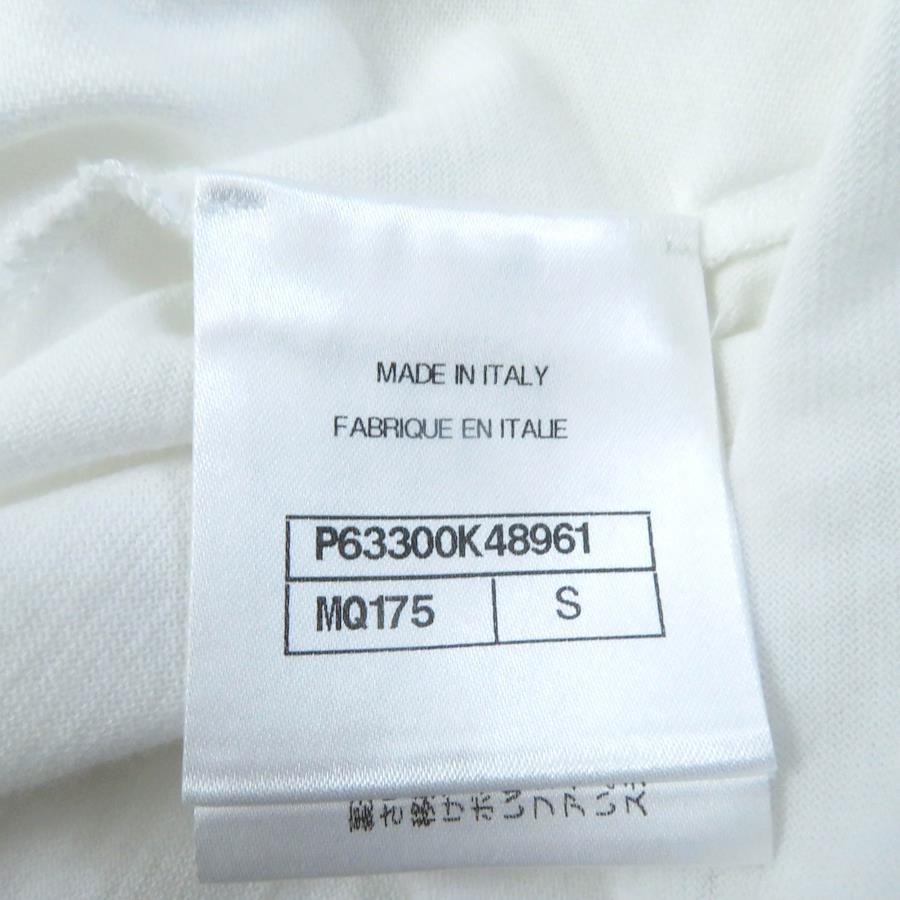 MADE IN ITALY
FABRIQUE EN ITALIE
P63300K48961
MQ175
S